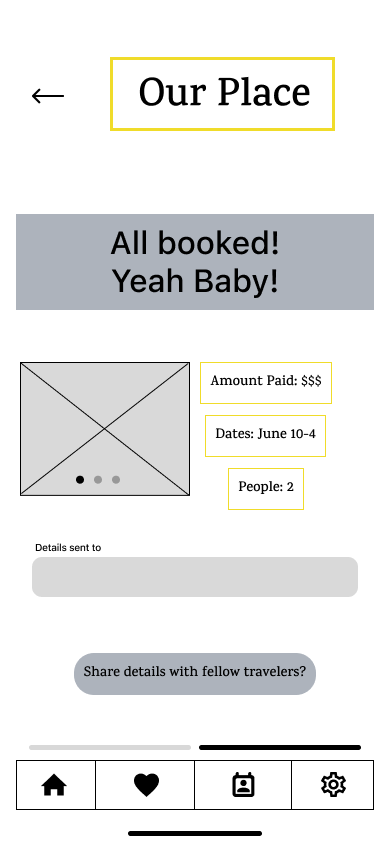 Our Place
All booked!
Yeah Baby!
Amount Paid: $$$
Dates: June 10-4
People: 2
Details sent to
Share details with fellow travelers?